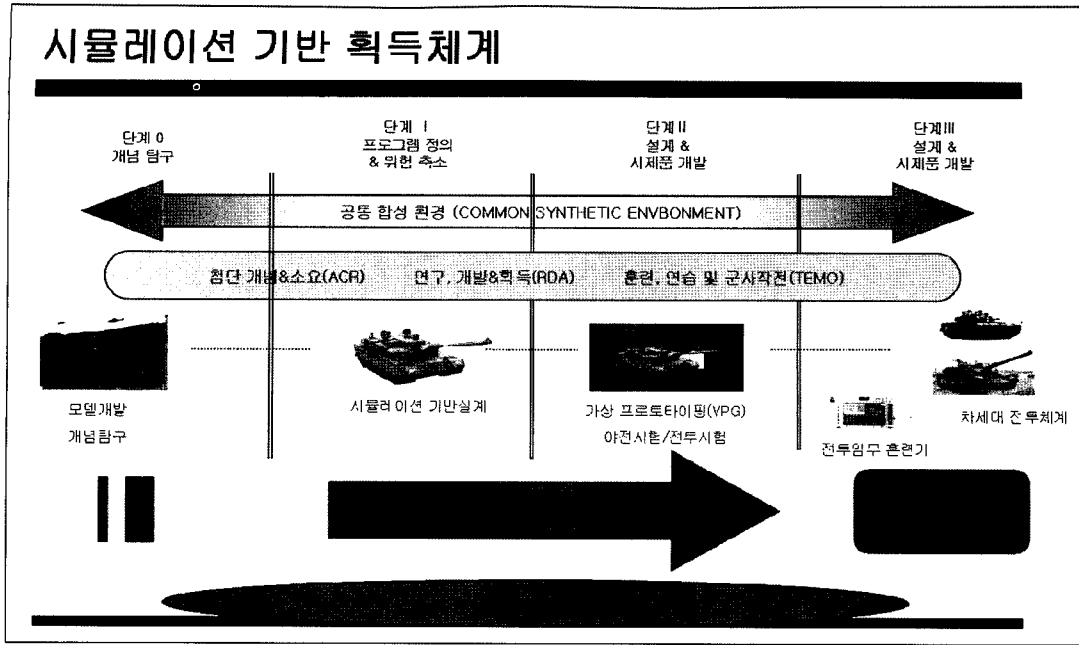 시뮬레이션 기반 획득체계
단계 0
개념 탐구
단계 I
프로그램 정의
& 위험 축소
단계 II
설계 &
시제품 개발
단계III
설계 &
시제품 개발
공동 합성 환경 (COMMON SYNTHETIC ENVBONMENT)
첨단 개념&소요(ACR) 연구, 개발&획득(RDA) 훈련, 연습 및 군사작전(TEMO)
모델개발
개념탐구
시뮬레이션 기반설계
가상 프로토타이핑(VPG)
야전시험/전투시험
전투임무 훈련기
차세대 전투체계